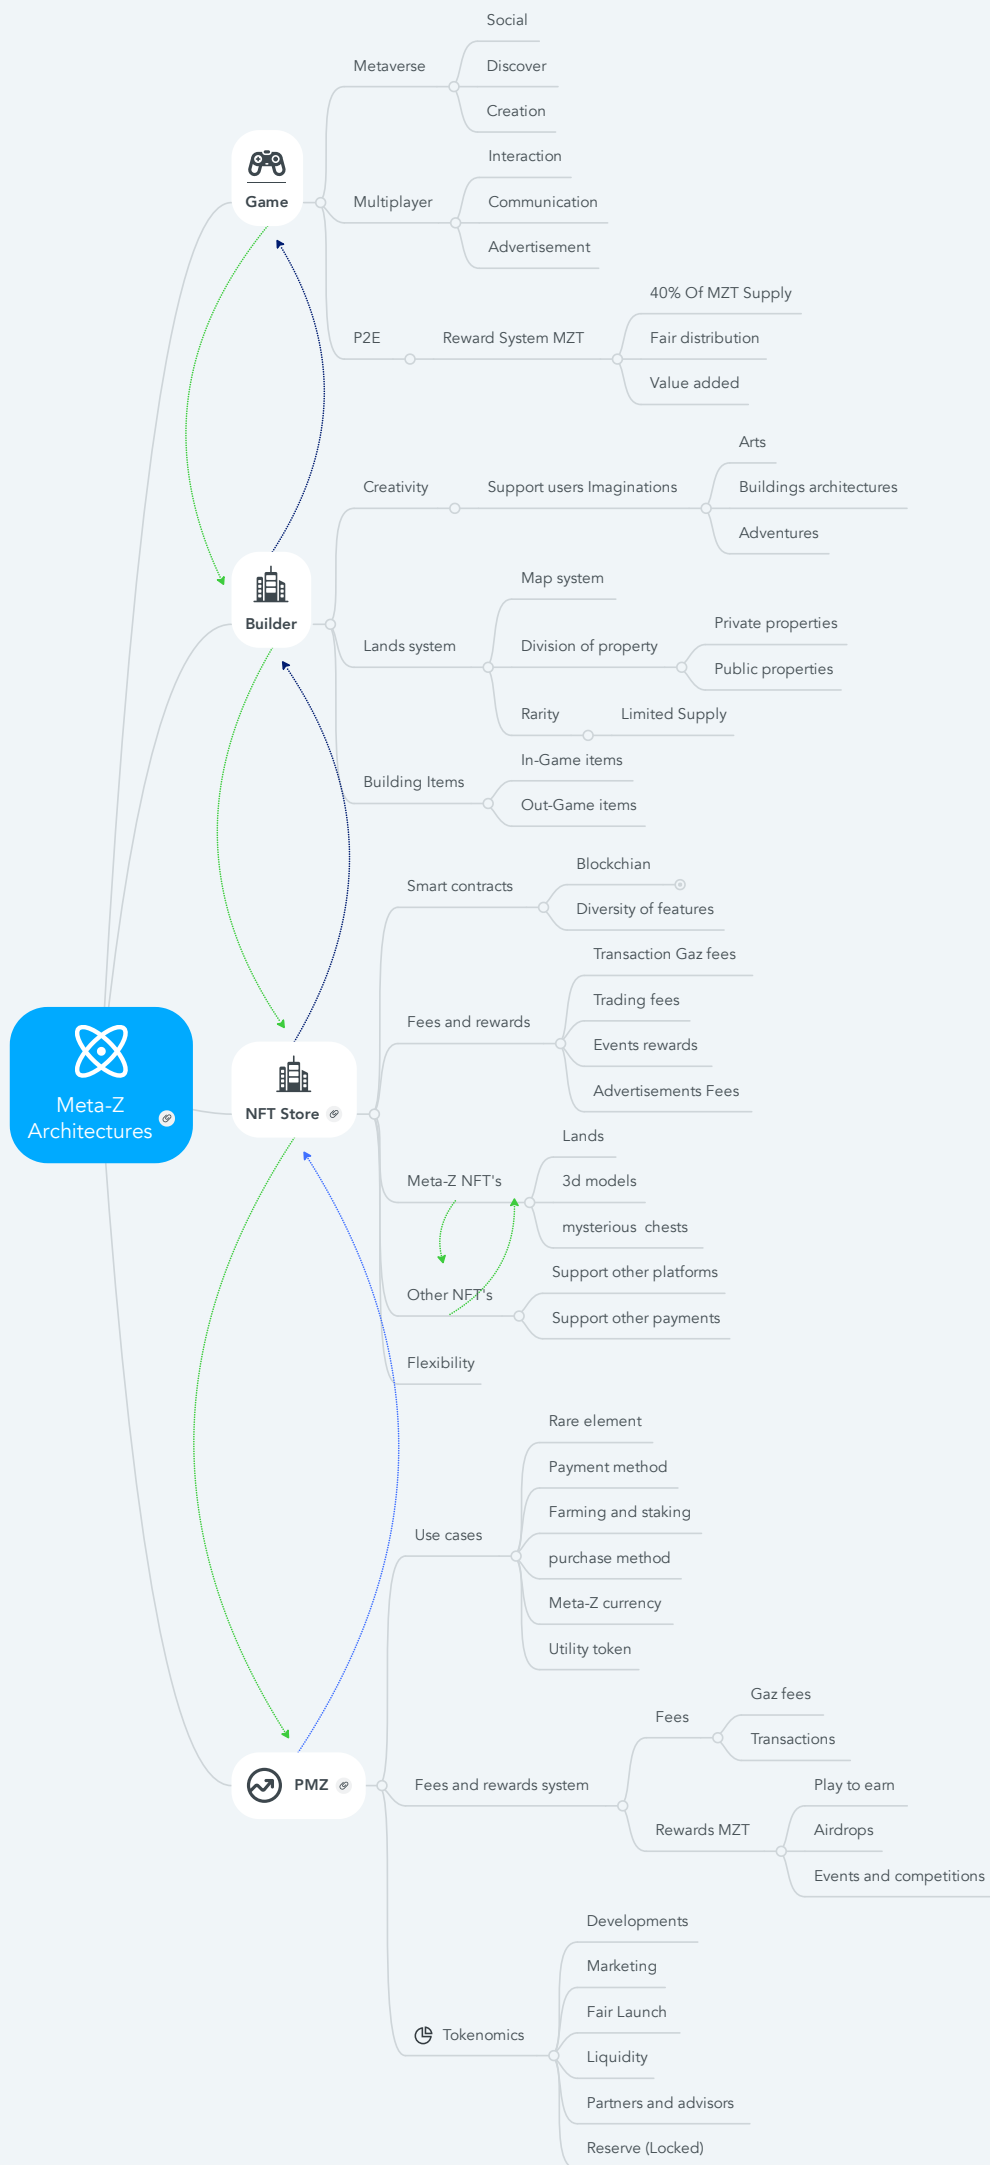 Social
Metaverse
Discover
Creation
Interaction
Game
Multiplayer
Communication
Advertisement
40% Of MZT Supply
P2E
Reward System MZT
Fair distribution
Value added
Arts
Creativity
Support users Imaginations
Buildings architectures
Adventures
Map system
Builder
Private properties
Lands system
Division of property
Public properties
Rarity
Limited Supply
In-Game items
Building Items
Out-Game items
Blockchian
Smart contracts
Diversity of features
Transaction Gaz fees
Trading fees
Fees and rewards
Events rewards
Advertisements Fees
Meta-Z
Architectures
NFT Store
Lands
Meta-Z NFT's
3d models
mysterious  chests
Support other platforms
Other NFT's
Support other payments
Flexibility
Rare element
Payment method
Farming and staking
Use cases
purchase method
Meta-Z currency
Utility token
Gaz fees
Fees
Transactions
PMZ
Fees and rewards system
Play to earn
Rewards MZT
Airdrops
Events and competitions
Developments
Marketing
Fair Launch
Tokenomics
Liquidity
Partners and advisors
Reserve (Locked)